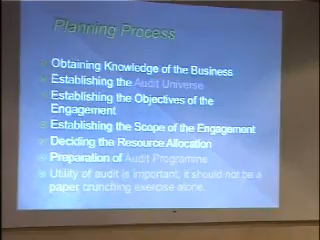 Planning Process
Obtaining Knowledge of the Business
Establishing the Audit Universe
Establishing the Objectives of the
Engagement
Establishing the Scope of the Engagement
Deciding the Resource Allocation
Preparation of Audit Programme
Utility of audit is important, it should not be a
paper crunching exercise alone.